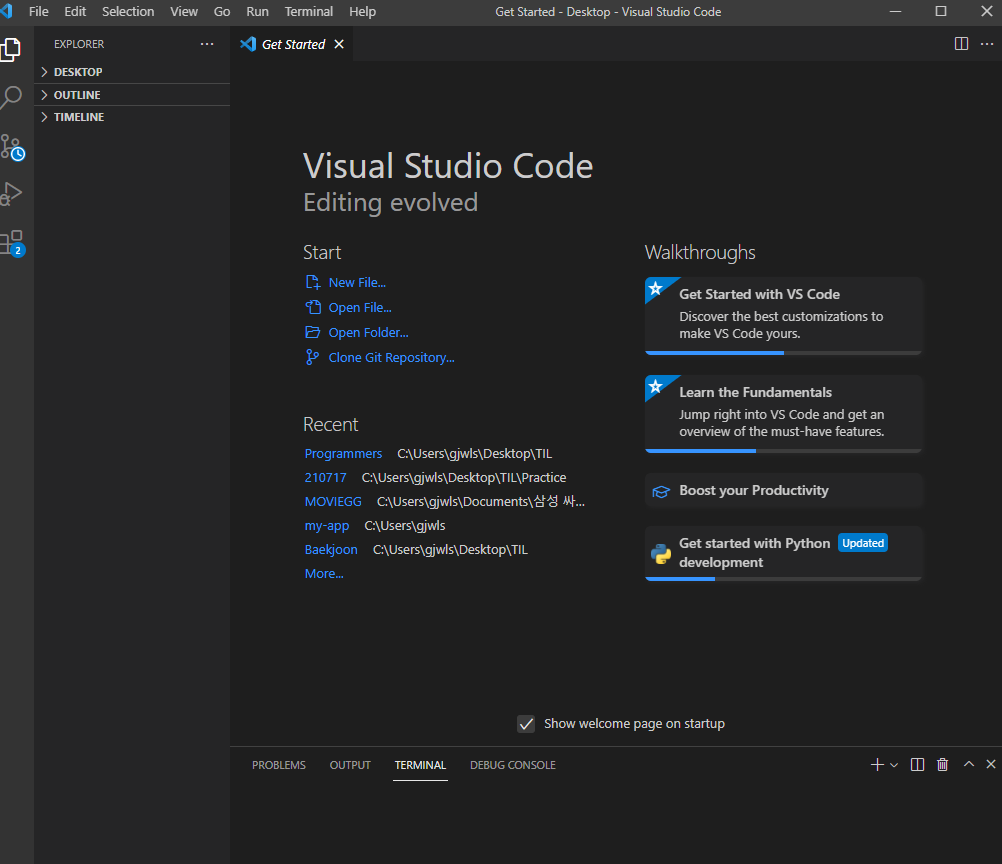 File Edit Selection View Go Run Terminal Help Get Started - Desktop - Visual Studio Code
EXPLORER
DESKTOP
OUTLINE
TIMELINE
2
Get Started
Visual Studio Code
Editing evolved
Start
New File...
Open File...
Open Folder...
Clone Git Repository...
Recent
Programmers C:\Users\gjwls\Desktop\TIL
210717 C:\Users\gjwls\Desktop\TIL\Practice
MOVIEGG C:\Users\gjwls\Documents\삼성 싸...
my-app C:\Users\gjwls
Baekjoon C:\Users\gjwls\Desktop\TIL
More...
Walkthroughs
Get Started with VS Code
Discover the best customizations to
make VS Code yours.
Learn the Fundamentals
Jump right into VS Code and get an
overview of the must-have features.
Boost your Productivity
Get started with Python Updated
development
Show welcome page on startup
PROBLEMS OUTPUT TERMINAL DEBUG CONSOLE